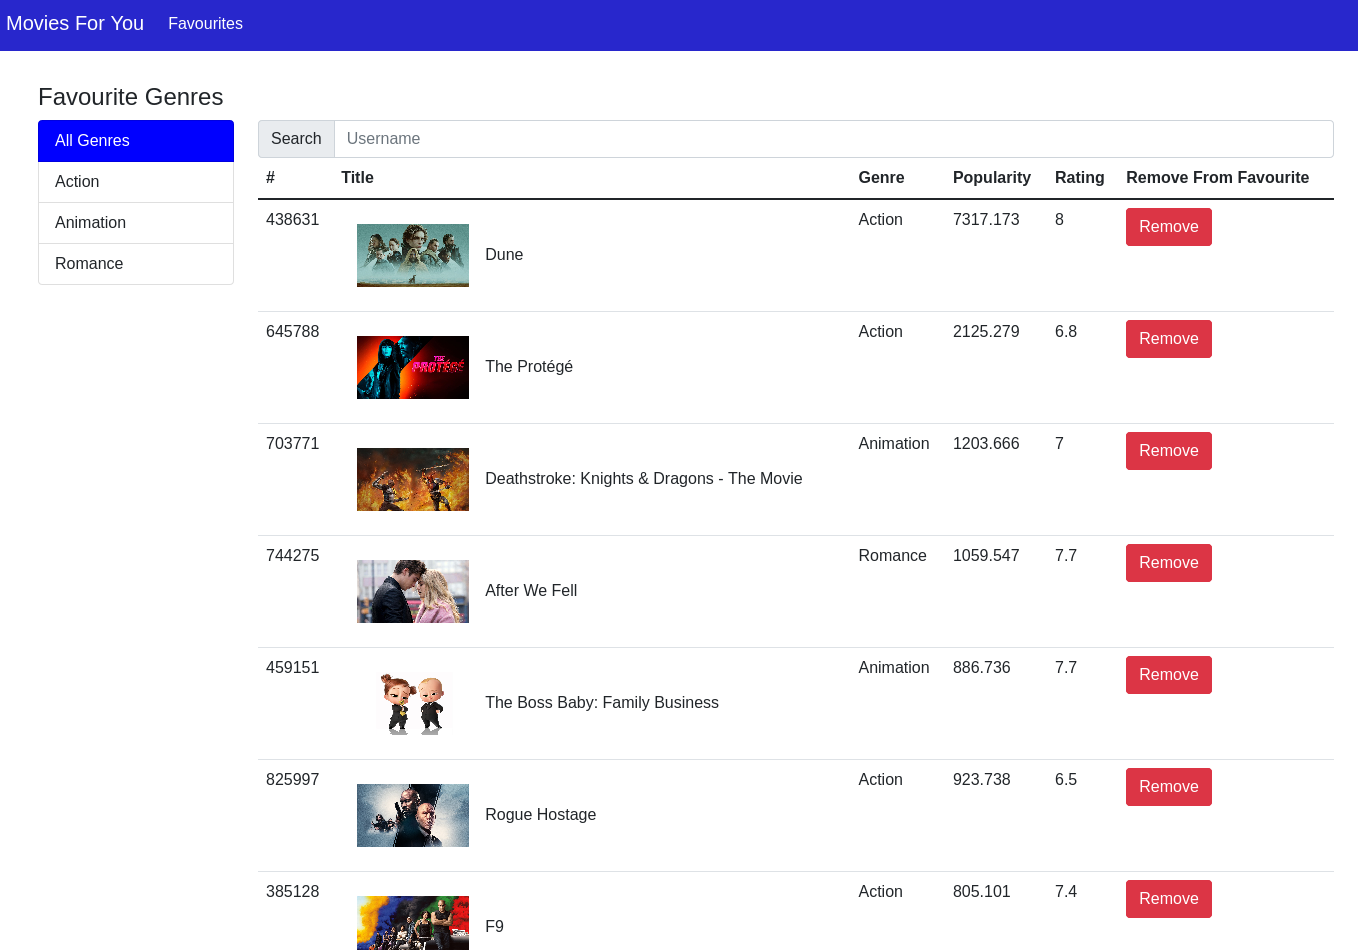 Movies For You Favourites
Favourite Genres
All Genres
Action
Animation
Romance
Search Username
# Title Genre Popularity Rating Remove From Favourite
438631 Dune Action 7317.173 8 Remove
645788 THE PROTÉGÉ The Protégé Action 2125.279 6.8 Remove
703771 Deathstroke: Knights & Dragons - The Movie Animation 1203.666 7 Remove
744275 After We Fell Romance 1059.547 7.7 Remove
459151 The Boss Baby: Family Business Animation 886.736 7.7 Remove
825997 Rogue Hostage Action 923.738 6.5 Remove
385128 F9 Action 805.101 7.4 Remove